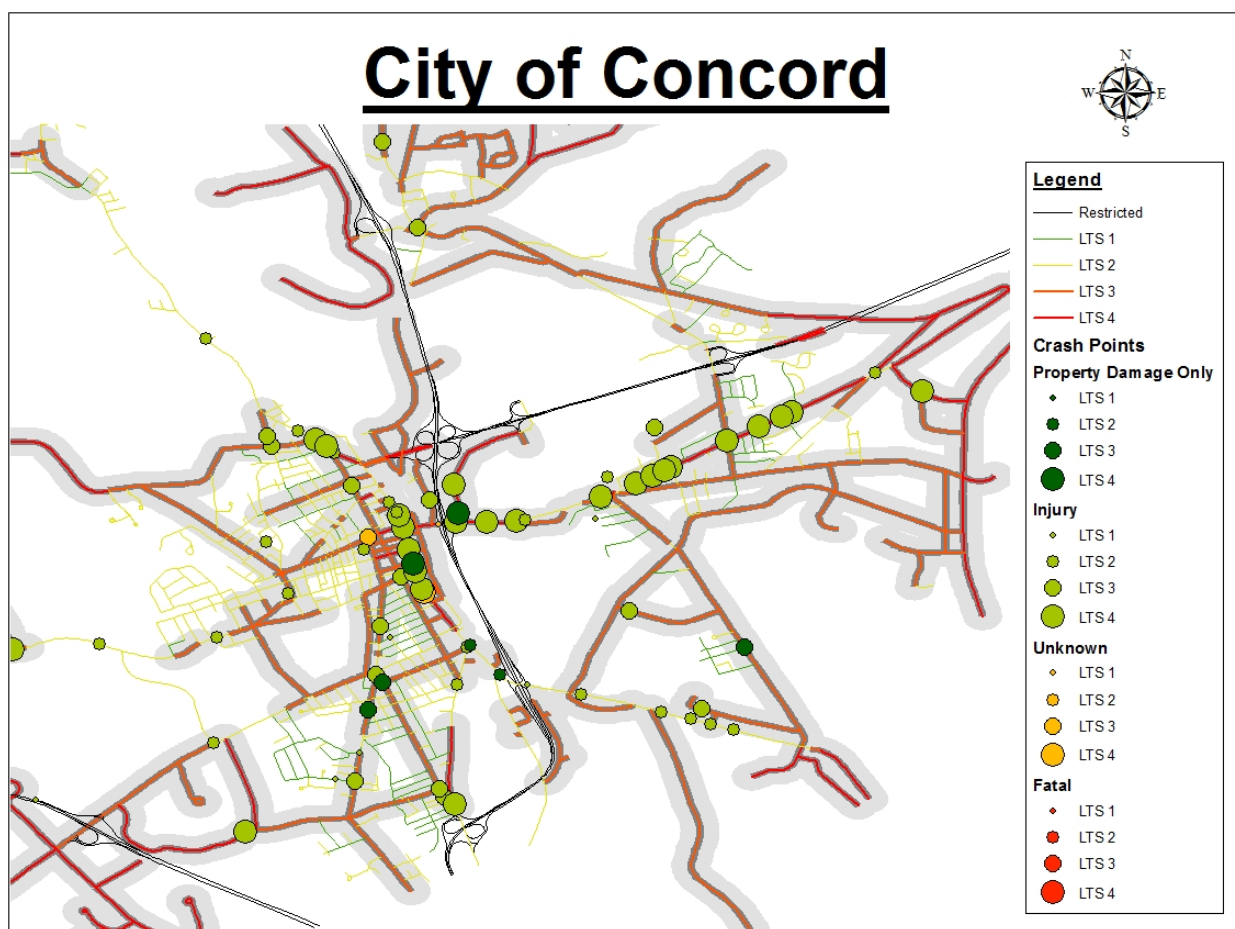 City of Concord
N
W E
S
Legend
Restricted
LTS 1
LTS 2
LTS 3
LTS 4
Crash Points
Property Damage Only
LTS 1
LTS 2
LTS 3
LTS 4
Injury
LTS 1
LTS 2
LTS 3
LTS 4
Unknown
LTS 1
LTS 2
LTS 3
LTS 4
Fatal
LTS 1
LTS 2
LTS 3
LTS 4